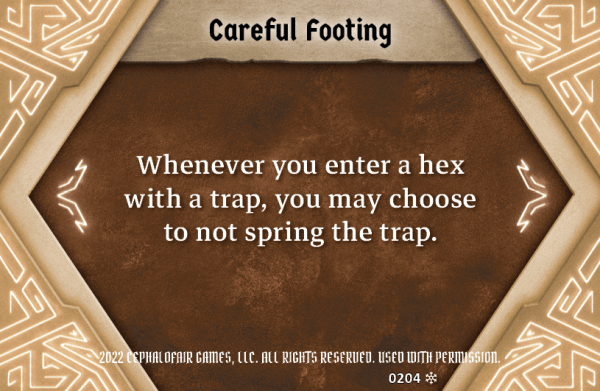 Careful Footing
Whenever you enter a hex
with a trap, you may choose
to not spring the trap.
2022 CEPHALOFAIR GAMES, LLC. ALL RIGHTS RESERVED. USED WITH PERMISSION.
0204 ❇